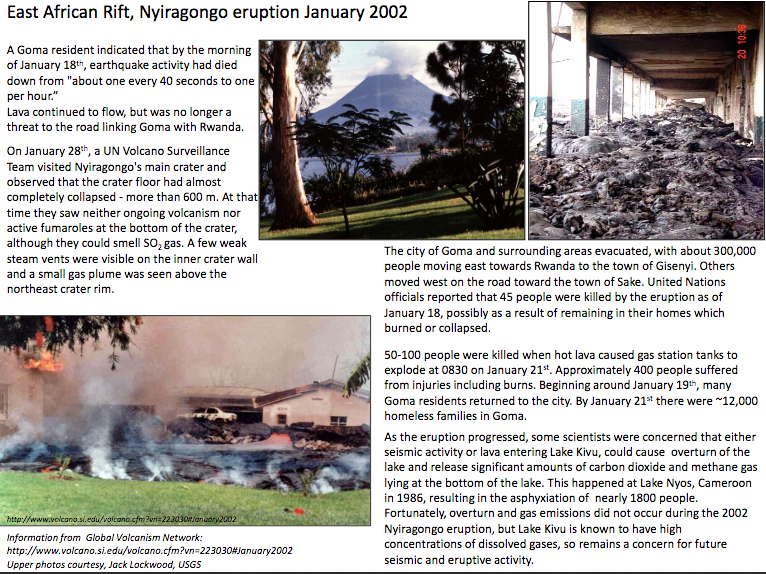 East African Rift, Nyiragongo eruption January 2002
A Goma resident indicated that by the morning
of January 18th, earthquake activity had died
down from "about one every 40 seconds to one
per hour.”
Lava continued to flow, but was no longer a
threat to the road linking Goma with Rwanda.
On January 28th, a UN Volcano Surveillance
Team visited Nyiragongo's main crater and
observed that the crater floor had almost
completely collapsed - more than 600 m. At that
time they saw neither ongoing volcanism nor
active fumaroles at the bottom of the crater,
although they could smell SO2 gas. A few weak
steam vents were visible on the inner crater wall
and a small gas plume was seen above the
northeast crater rim.
20 10:36
The city of Goma and surrounding areas evacuated, with about 300,000
people moving east towards Rwanda to the town of Gisenyi. Others
moved west on the road toward the town of Sake. United Nations
officials reported that 45 people were killed by the eruption as of
January 18, possibly as a result of remaining in their homes which
burned or collapsed.
50-100 people were killed when hot lava caused gas station tanks to
explode at 0830 on January 21st. Approximately 400 people suffered
from injuries including burns. Beginning around January 19th, many
Goma residents returned to the city. By January 21st there were ~12,000
homeless families in Goma.
As the eruption progressed, some scientists were concerned that either
seismic activity or lava entering Lake Kivu, could cause overturn of the
lake and release significant amounts of carbon dioxide and methane gas
lying at the bottom of the lake. This happened at Lake Nyos, Cameroon
in 1986, resulting in the asphyxiation of nearly 1800 people.
Fortunately, overturn and gas emissions did not occur during the 2002
Nyiragongo eruption, but Lake Kivu is known to have high
concentrations of dissolved gases, so remains a concern for future
seismic and eruptive activity.
http://www.volcano.si.edu/volcano.cfm?vn=223030#January2002
Information from Global Volcanism Network:
http://www.volcano.si.edu/volcano.cfm?vn=223030#January2002
Upper photos courtesy, Jack Lockwood, USGS